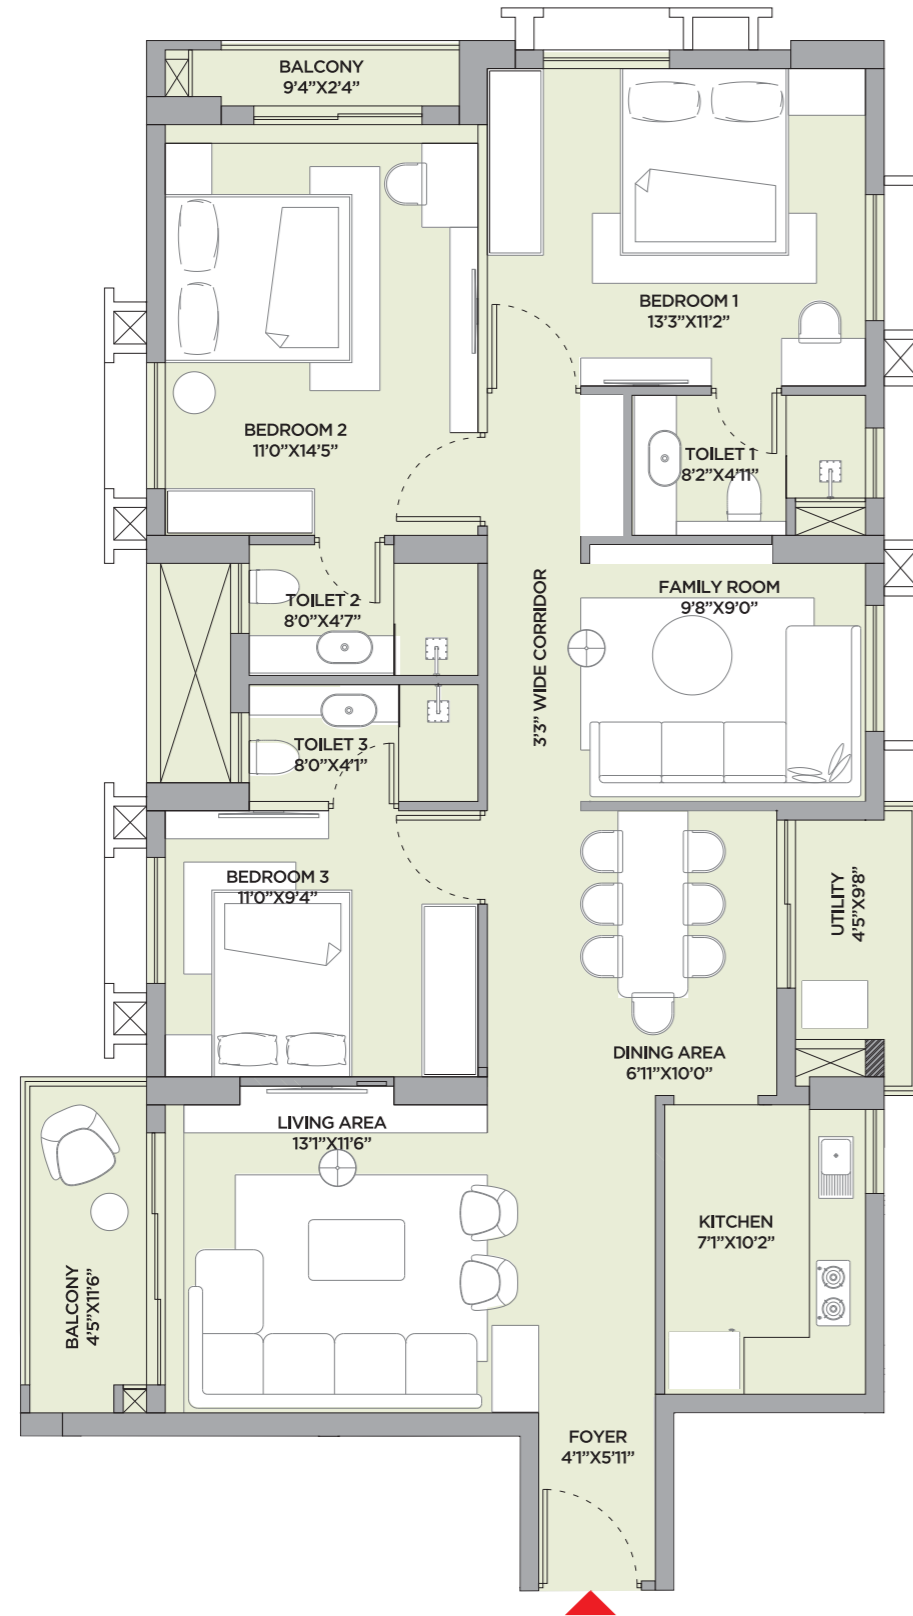 BALCONY
9'4"X2'4"
BEDROOM 1
13'3"X11'2"
BEDROOM 2
11'0"X14'5"
TOILET 1
8'2"X4'11"
FAMILY ROOM
9'8"X9'0"
TOILET 2
8'0"X4'7"
3'3" WIDE CORRIDOR
TOILET 3
8'0"X4'1"
BEDROOM 3
11'0"X9'4"
UTILITY
4'5"X9'8"
DINING AREA
6'11"X10'0"
LIVING AREA
13'1"X11'6"
KITCHEN
7'1"X10'2"
BALCONY
4'5"X11'6"
FOYER
4'1"X5'11"